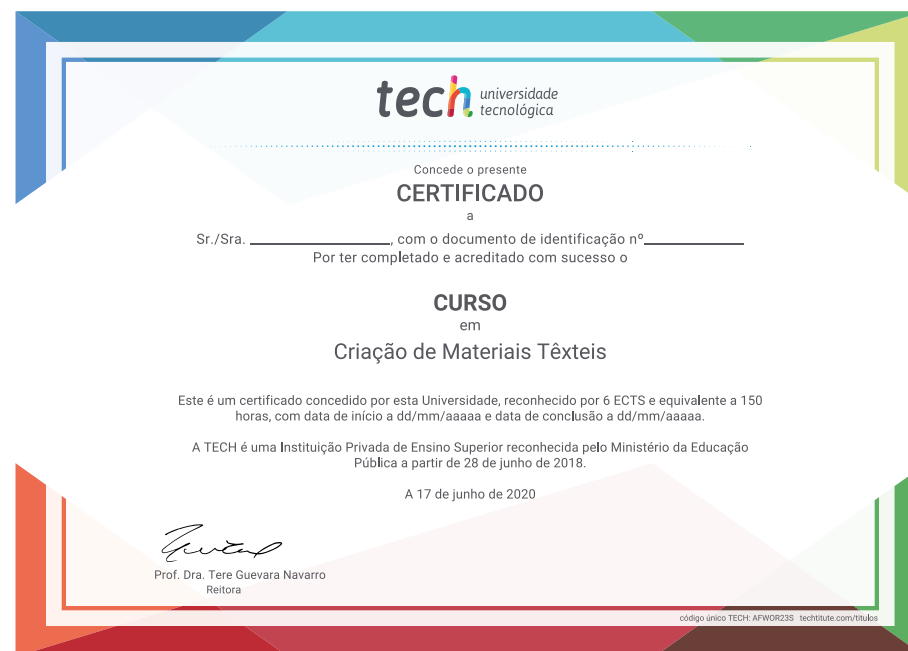 tech universidade
tecnológica
Concede o presente
CERTIFICADO
a
Sr./Sra. ____________________, com o documento de identificação nº______________
Por ter completado e acreditado com sucesso o
CURSO
em
Criação de Materiais Têxteis
Este é um certificado concedido por esta Universidade, reconhecido por 6 ECTS e equivalente a 150
horas, com data de início a dd/mm/aaaaa e data de conclusão a dd/mm/aaaaa.
A TECH é uma Instituição Privada de Ensino Superior reconhecida pelo Ministério da Educação
Pública a partir de 28 de junho de 2018.
A 17 de junho de 2020
Prof. Dra. Tere Guevara Navarro
Reitora
código único TECH: AFWOR23S techtitute.com/titulos